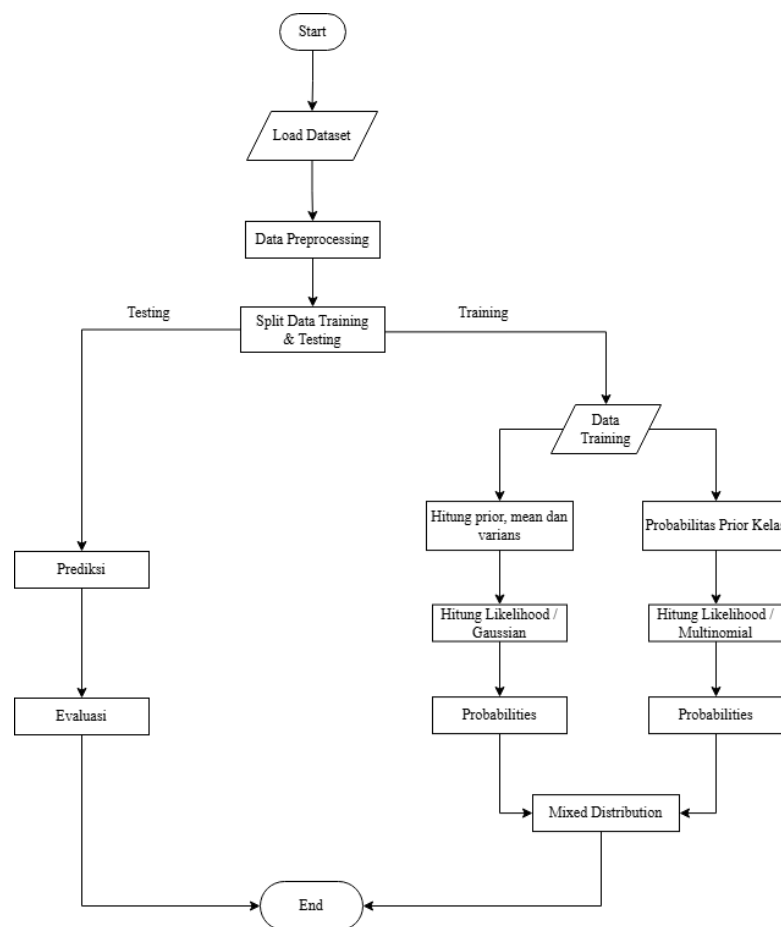 Start
Load Dataset
Data Preprocessing
Testing
Split Data Training
& Testing
Training
Data
Training
Hitung prior, mean dan
varians
Probabilitas Prior Kelas
Prediksi
Hitung Likelihood /
Gaussian
Hitung Likelihood /
Multinomial
Evaluasi
Probabilities
Probabilities
Mixed Distribution
End